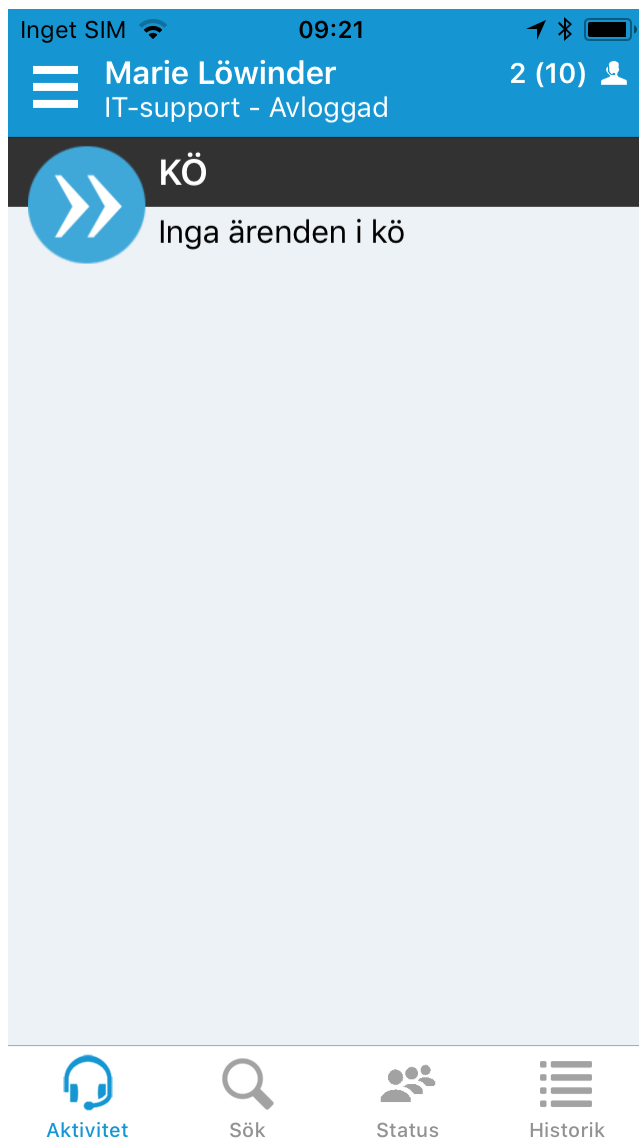 Inget SIM 09:21
Marie Löwinder 2 (10)
IT-support - Avloggad
KÖ
Inga ärenden i kö
Aktivitet Sök Status Historik